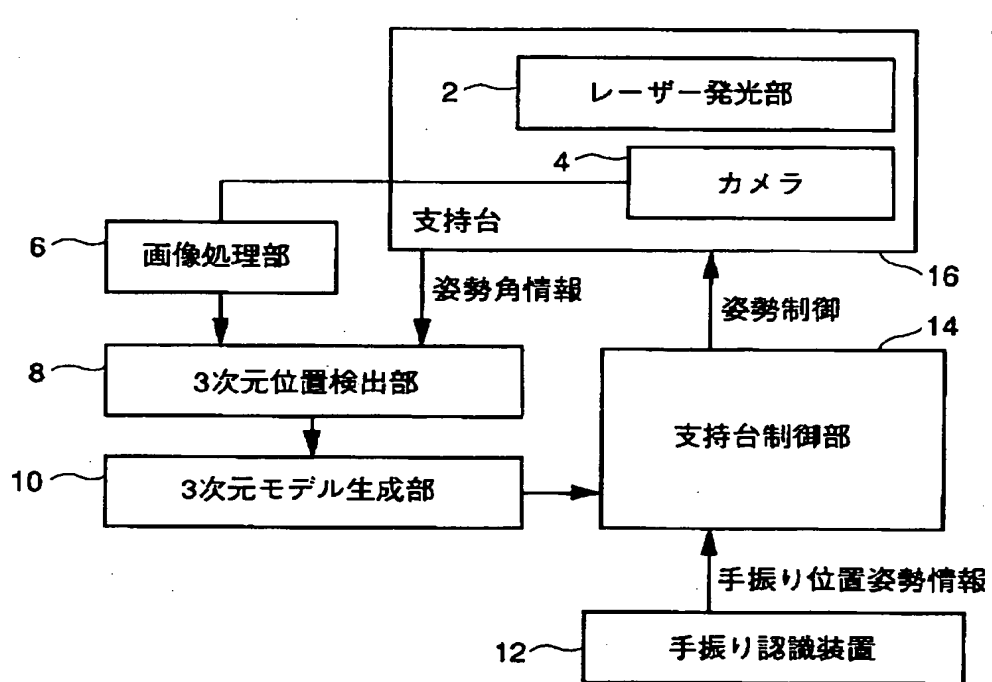 2
レーザー発光部
4
カメラ
支持台
6
画像処理部
16
姿勢角情報
姿勢制御
14
8
3次元位置検出部
支持台制御部
10
3次元モデル生成部
手振り位置姿勢情報
12
手振り認識装置